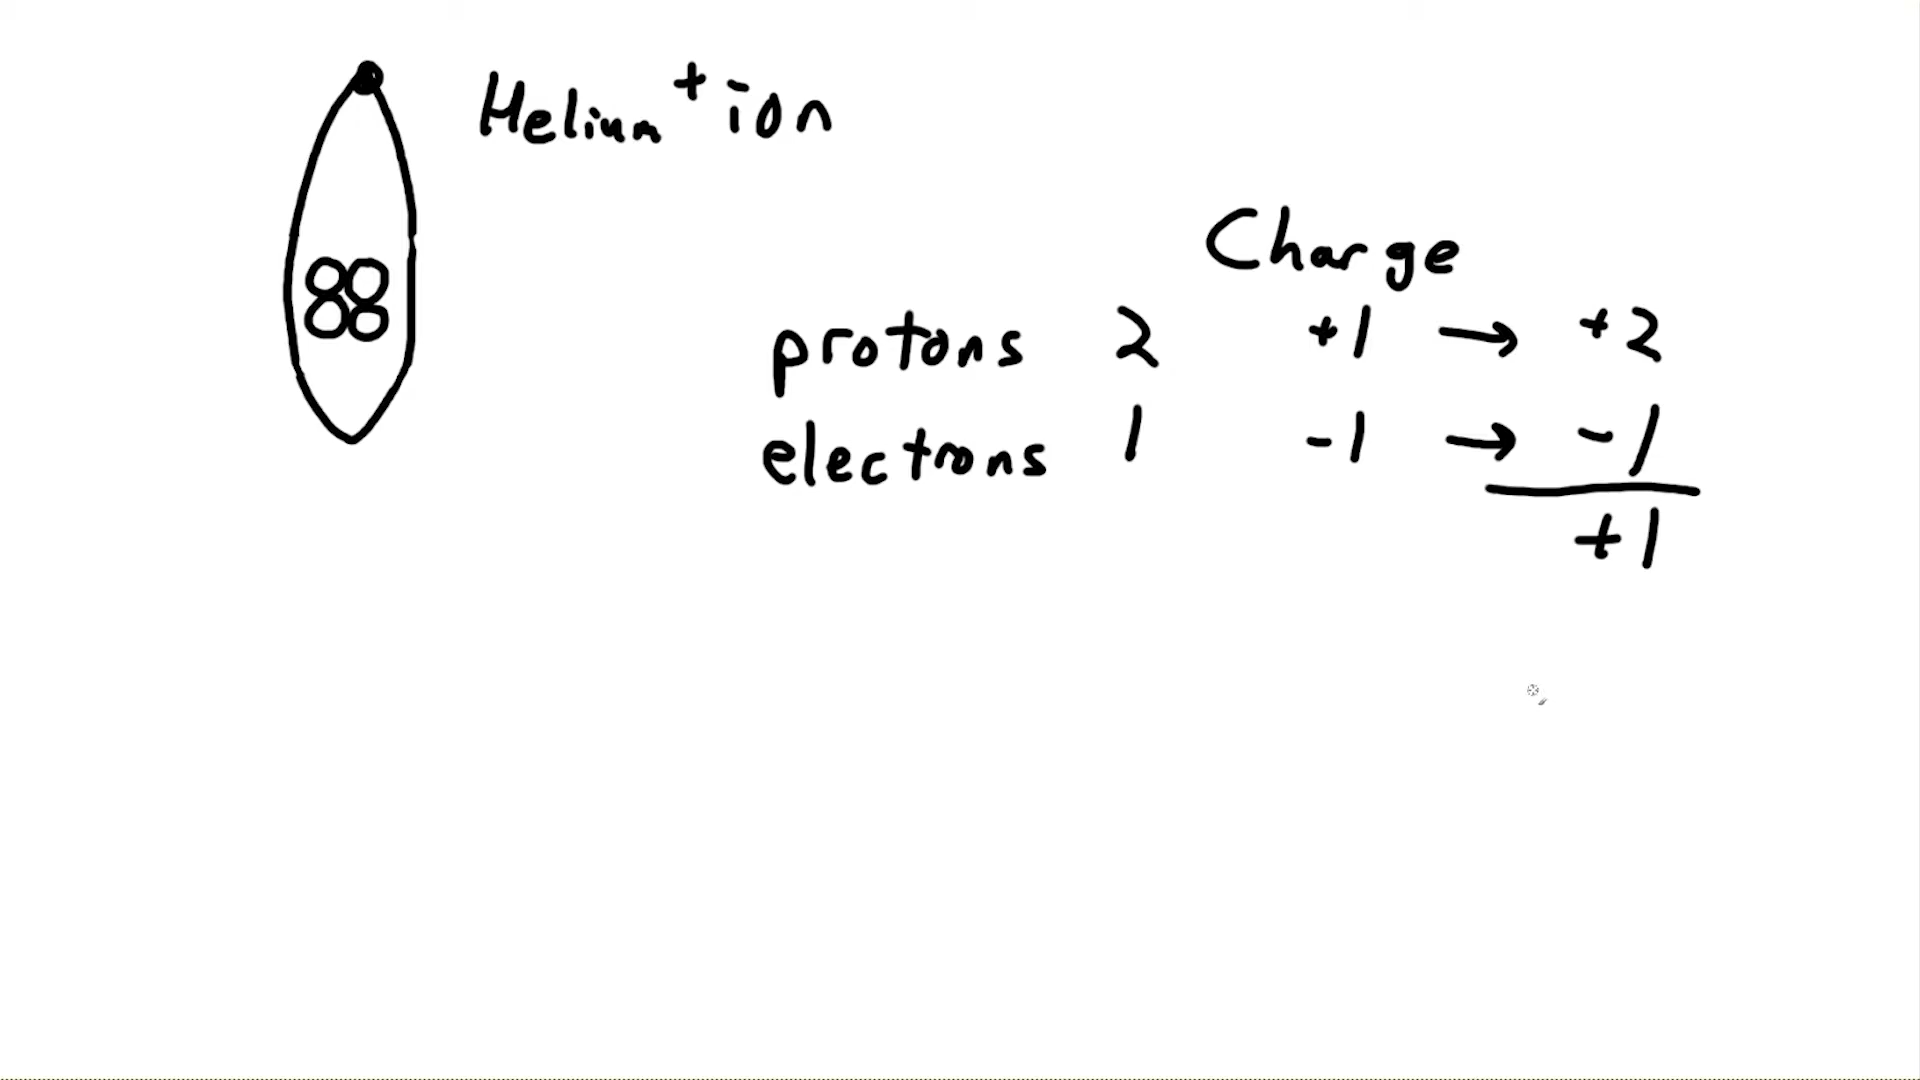 Helium + ion
Charge
protons 2 +1 → +2
electrons 1 -1 → -1
+1